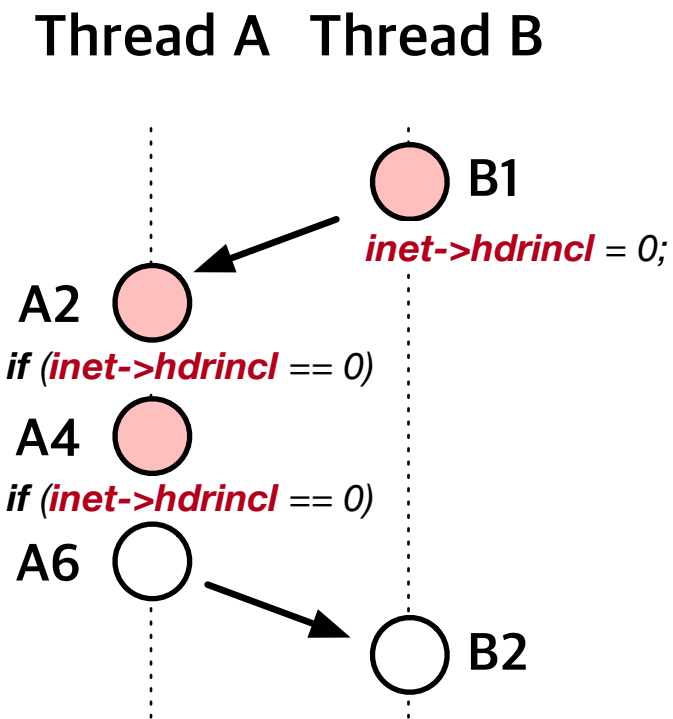 Thread A Thread B
B1
inet->hdrincl = 0;
A2
if (inet->hdrincl == 0)
A4
if (inet->hdrincl == 0)
A6
B2